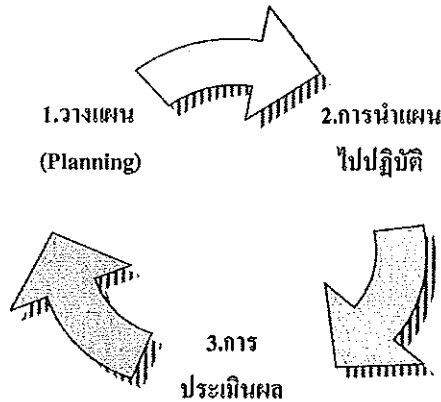 1.วางแผน
(Planning)
2.การนำแผน
ไปปฏิบัติ
3.การ
ประเมินผล